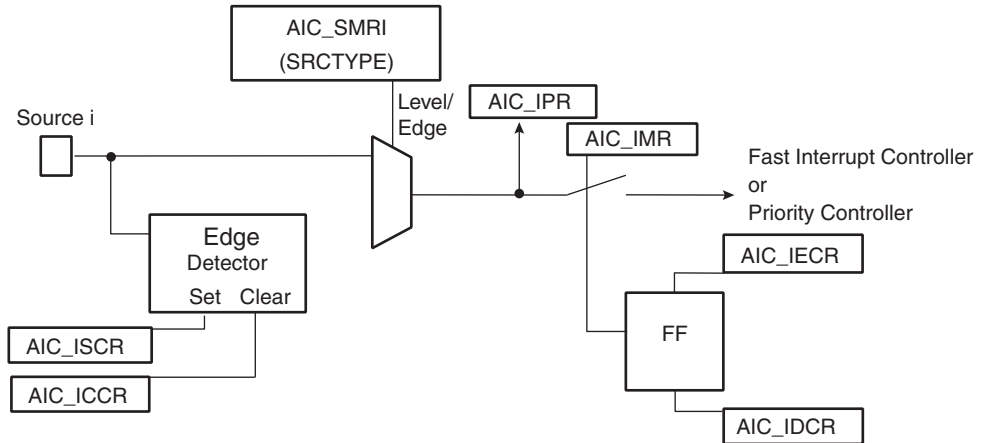 AIC_SMRI
(SRCTYPE)
Level/
Edge
AIC_IPR
Source i
AIC_IMR
Fast Interrupt Controller
or
Priority Controller
Edge
Detector
Set Clear
AIC_IECR
FF
AIC_ISCR
AIC_ICCR
AIC_IDCR